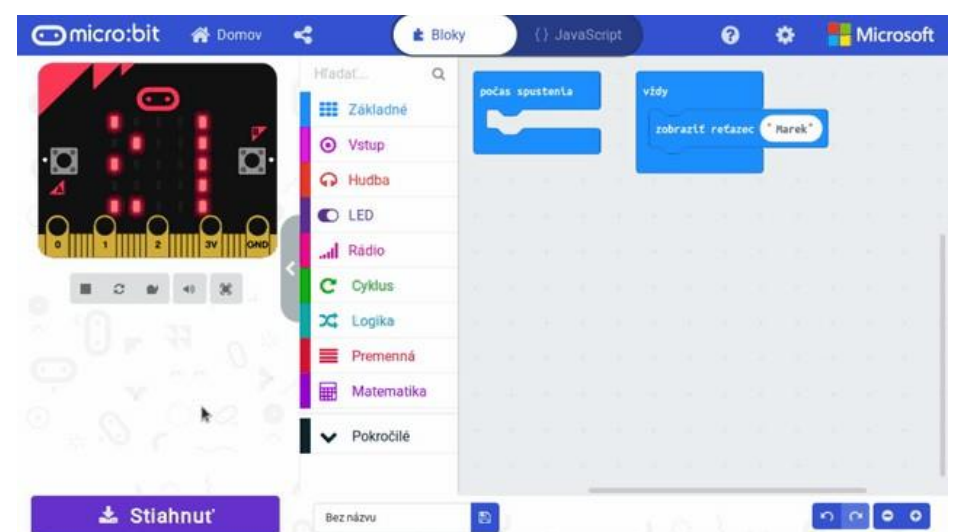 micro:bit
Domov
Bloky
{} JavaScript
Microsoft
Hľadať...
Základné
Vstup
Hudba
LED
Rádio
Cyklus
Logika
Premenná
Matematika
Pokročilé
počas spustenia
vždy
zobraziť reťazec "Marek"
B
A
0 1 2 3V GND
Stiahnuť
Bez názvu